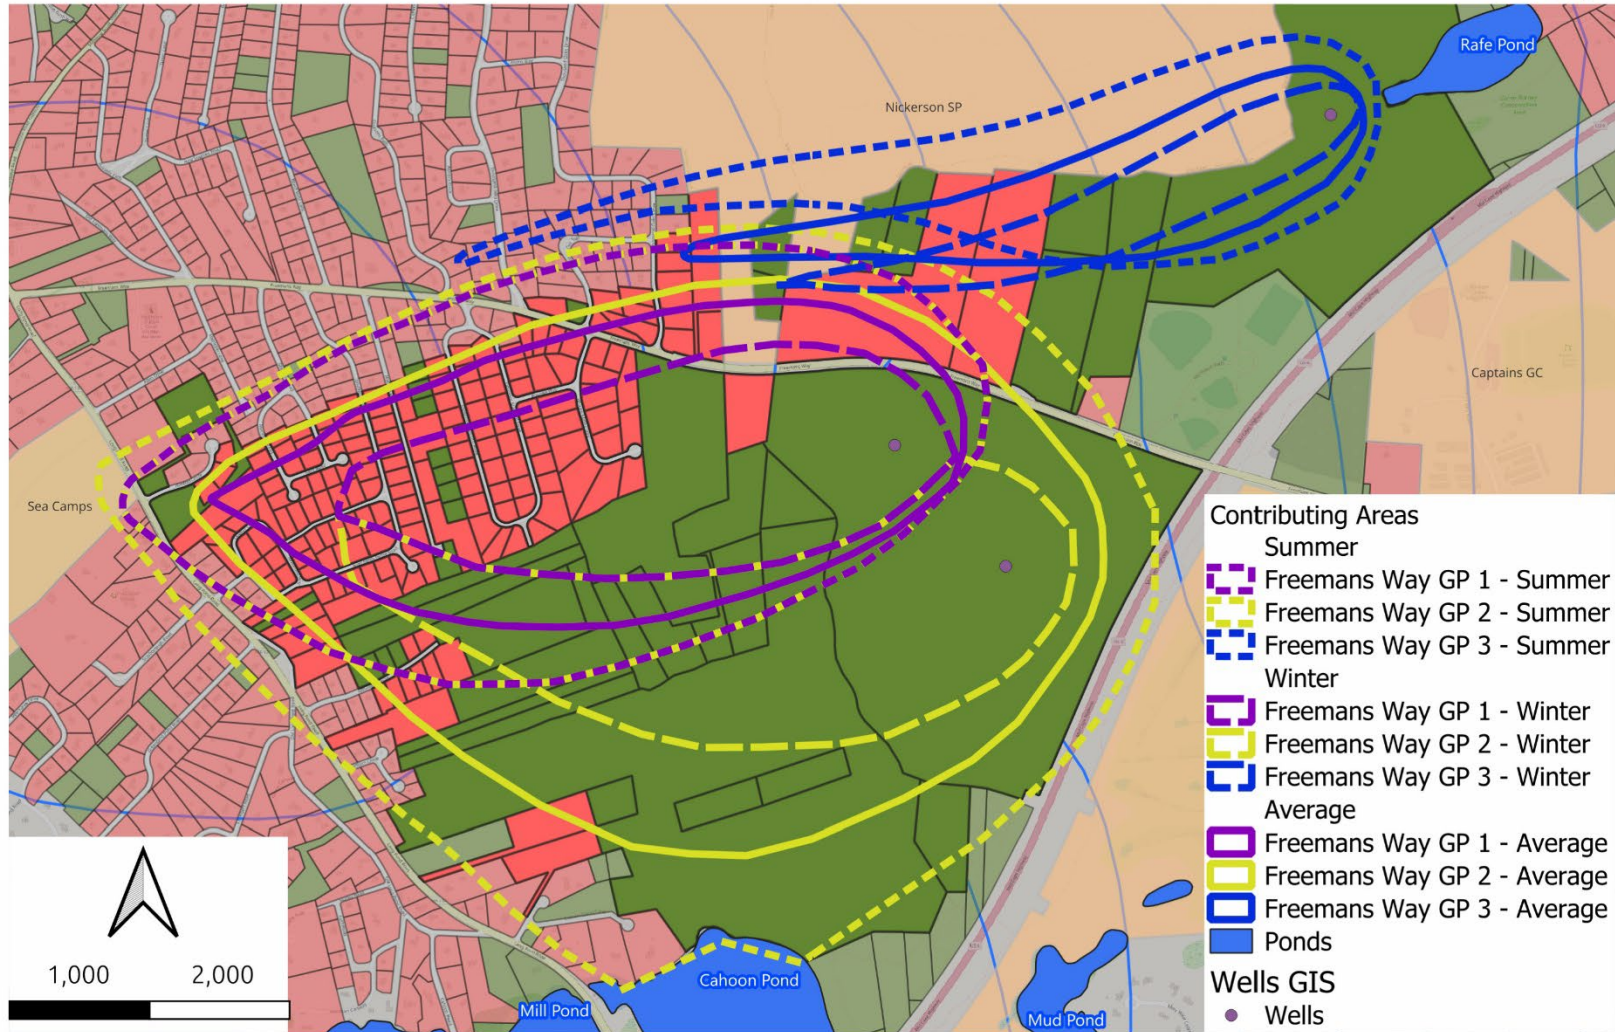 Rafe Pond
Nickerson SP
Captains GC
Sea Camps
Freemans Way
Cahoon Pond
Mill Pond
Mud Pond
1,000 2,000
Contributing Areas
Summer
Freemans Way GP 1 - Summer
Freemans Way GP 2 - Summer
Freemans Way GP 3 - Summer
Winter
Freemans Way GP 1 - Winter
Freemans Way GP 2 - Winter
Freemans Way GP 3 - Winter
Average
Freemans Way GP 1 - Average
Freemans Way GP 2 - Average
Freemans Way GP 3 - Average
Ponds
Wells GIS
Wells